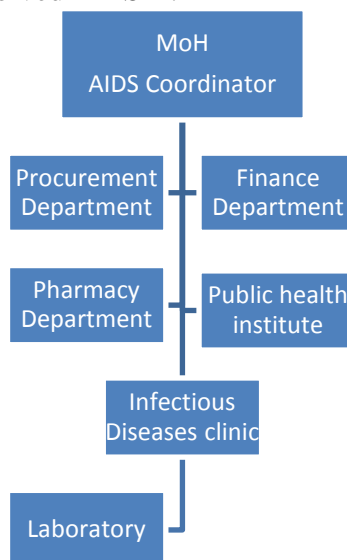 MoH
AIDS Coordinator
Procurement
Department
Finance
Department
Pharmacy
Department
Public health
institute
Infectious
Diseases clinic
Laboratory